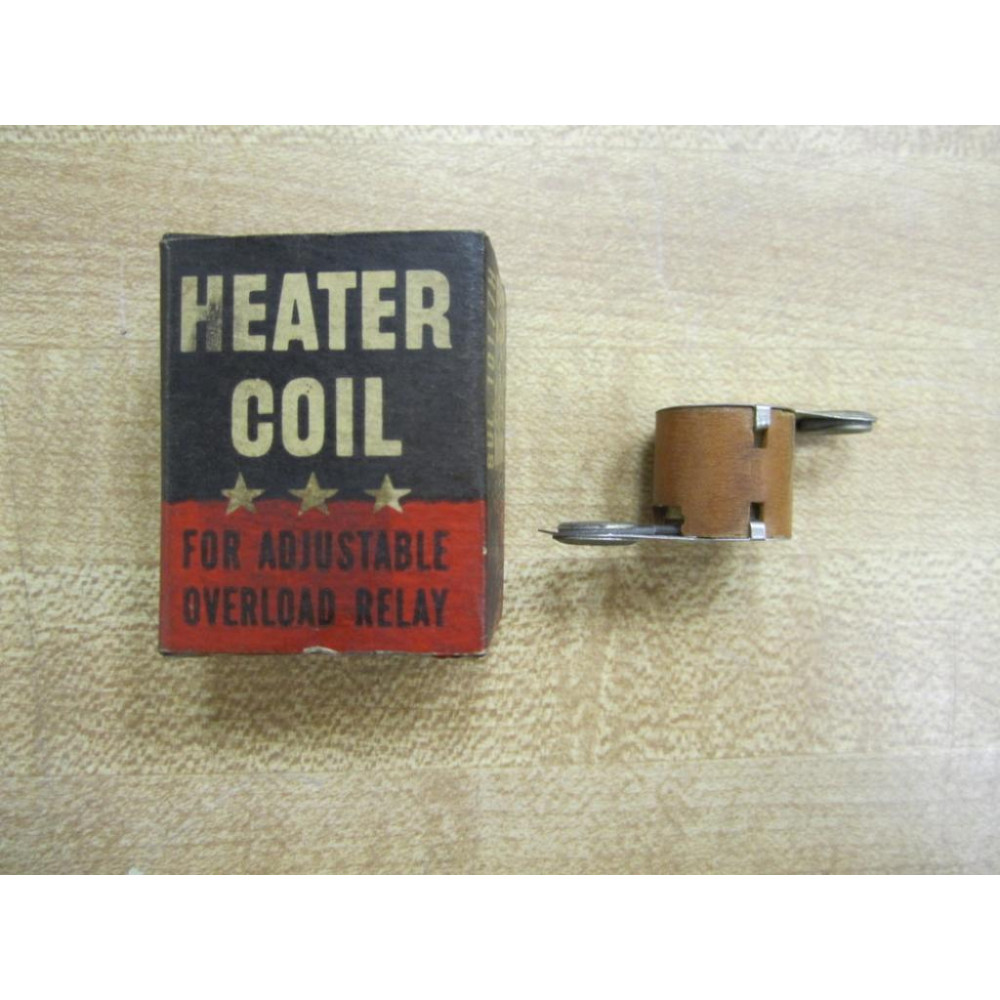 HEATER
COIL
FOR ADJUSTABLE
OVERLOAD RELAY